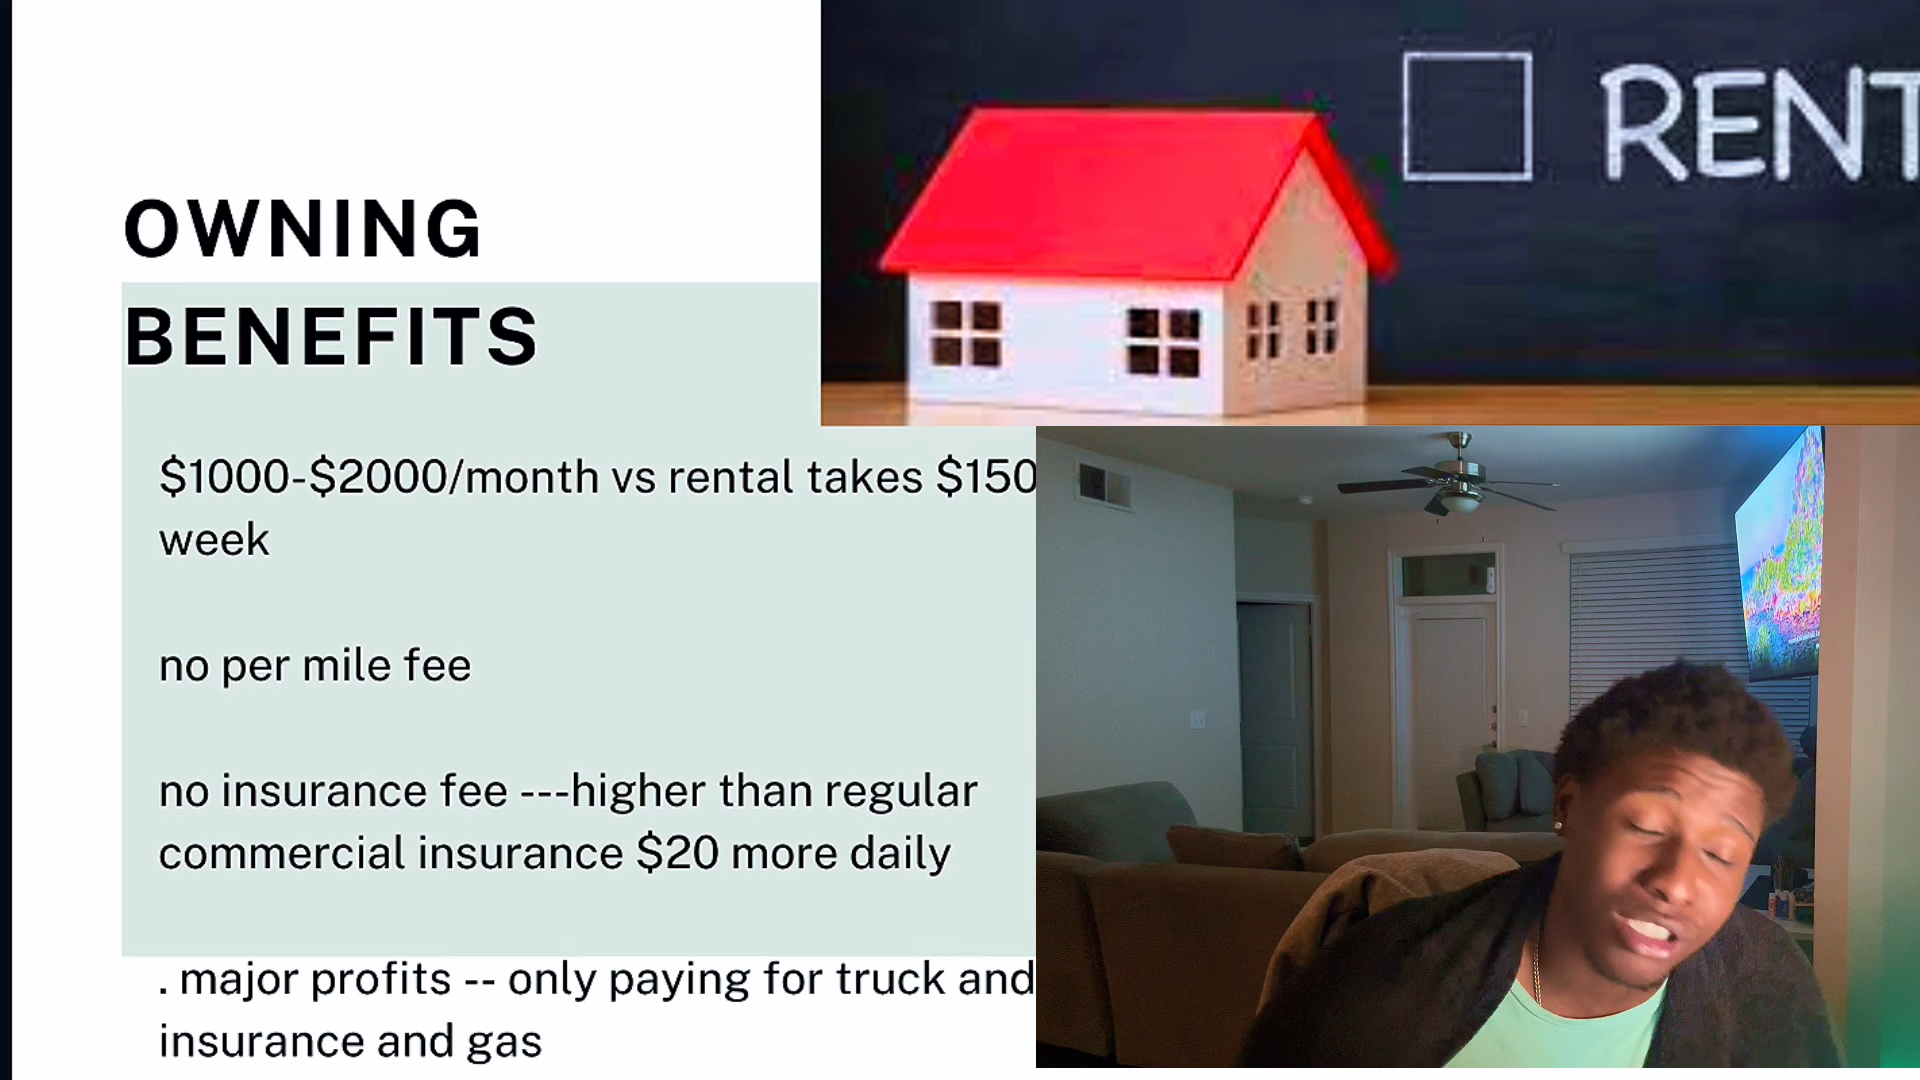 OWNING
BENEFITS
RENT
$1000-$2000/month vs rental takes $150
week
no per mile fee
no insurance fee ---higher than regular
commercial insurance $20 more daily
. major profits -- only paying for truck and
insurance and gas